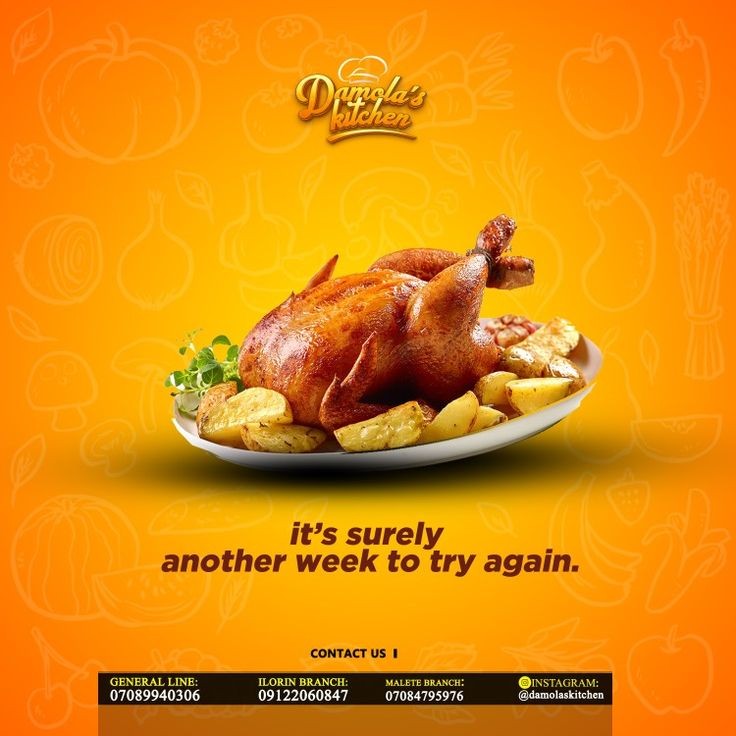 Damola's
kitchen
it's surely
another week to try again.
CONTACT US
GENERAL LINE:
07089940306
ILORIN BRANCH:
09122060847
MALETE BRANCH:
07084795976
INSTAGRAM:
@damolaskitchen